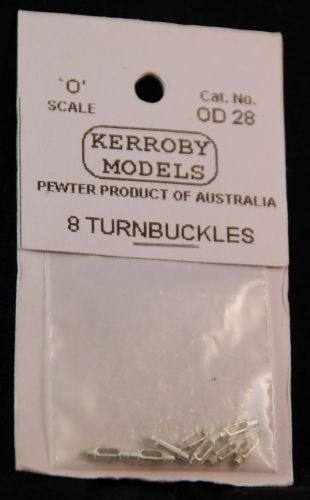 'O'
SCALE
Cat. No.
OD 28
KERROBY
MODELS
PEWTER PRODUCT OF AUSTRALIA
8 TURNBUCKLES